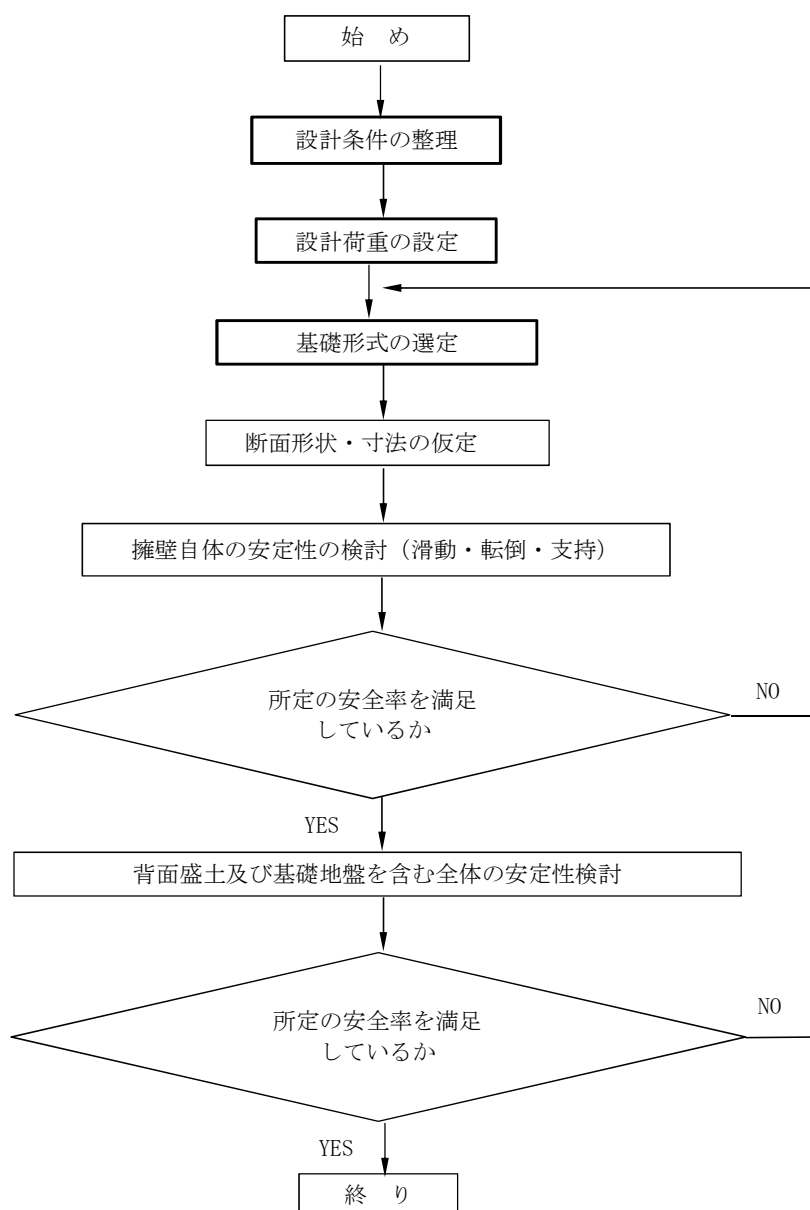 始　め
設計条件の整理
設計荷重の設定
基礎形式の選定
断面形状・寸法の仮定
擁壁自体の安定性の検討（滑動・転倒・支持）
所定の安全率を満足
しているか
NO
YES
背面盛土及び基礎地盤を含む全体の安定性検討
所定の安全率を満足
しているか
NO
YES
終　り